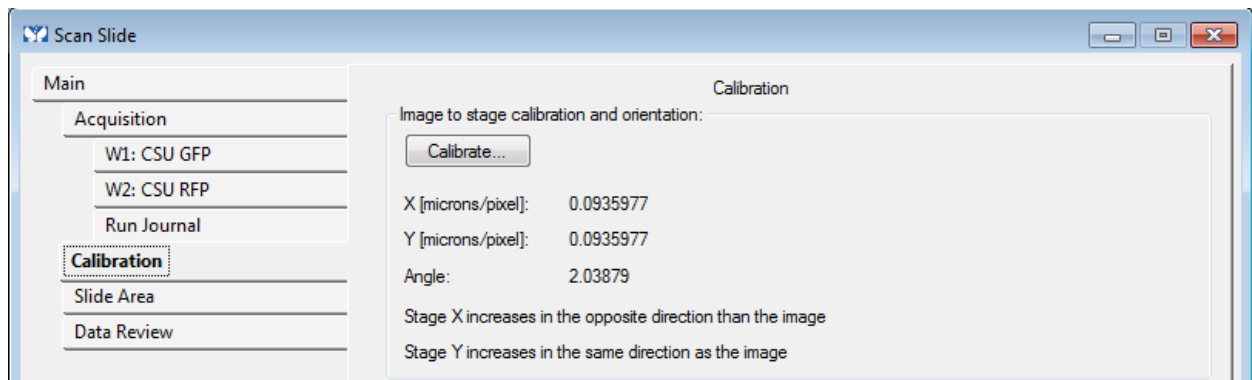 Scan Slide
Main
Acquisition
W1: CSU GFP
W2: CSU RFP
Run Journal
Calibration
Slide Area
Data Review
Calibration
Image to stage calibration and orientation:
Calibrate...
X [microns/pixel]: 0.0935977
Y [microns/pixel]: 0.0935977
Angle: 2.03879
Stage X increases in the opposite direction than the image
Stage Y increases in the same direction as the image